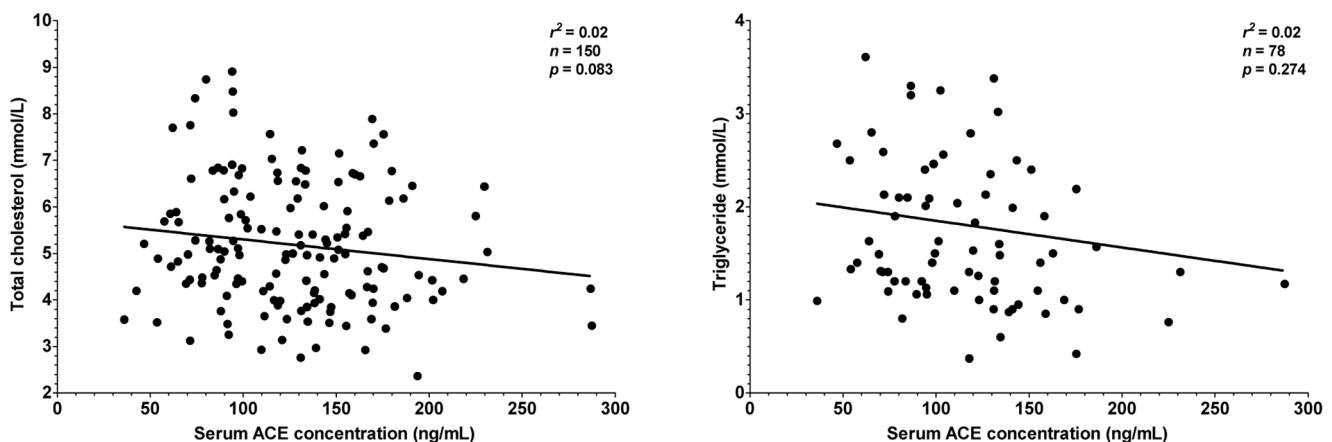 r² = 0.02
n = 150
p = 0.083
Total cholesterol (mmol/L)
10
9
8
7
6
5
4
3
2
0
50
100
150
200
250
300
Serum ACE concentration (ng/mL)
r² = 0.02
n = 78
p = 0.274
Triglyceride (mmol/L)
4
3
2
1
0
0
50
100
150
200
250
300
Serum ACE concentration (ng/mL)